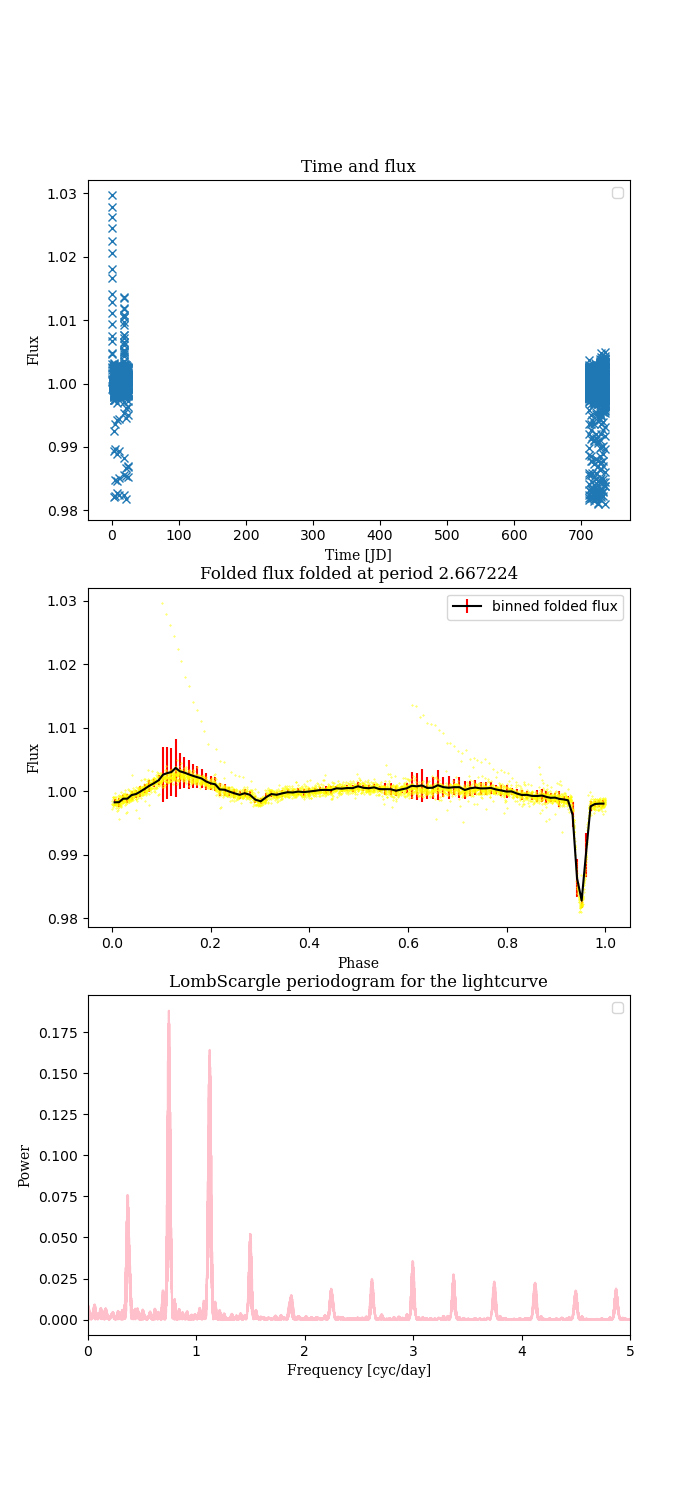 Time and flux
1.03
1.02
1.01
1.00
0.99
0.98
Flux
0 100 200 300 400 500 600 700
Time [JD]
Folded flux folded at period 2.667224
binned folded flux
1.03
1.02
1.01
1.00
0.99
0.98
Flux
0.0 0.2 0.4 0.6 0.8 1.0
Phase
LombScargle periodogram for the lightcurve
0.175
0.150
0.125
0.100
0.075
0.050
0.025
0.000
Power
0 1 2 3 4 5
Frequency [cyc/day]